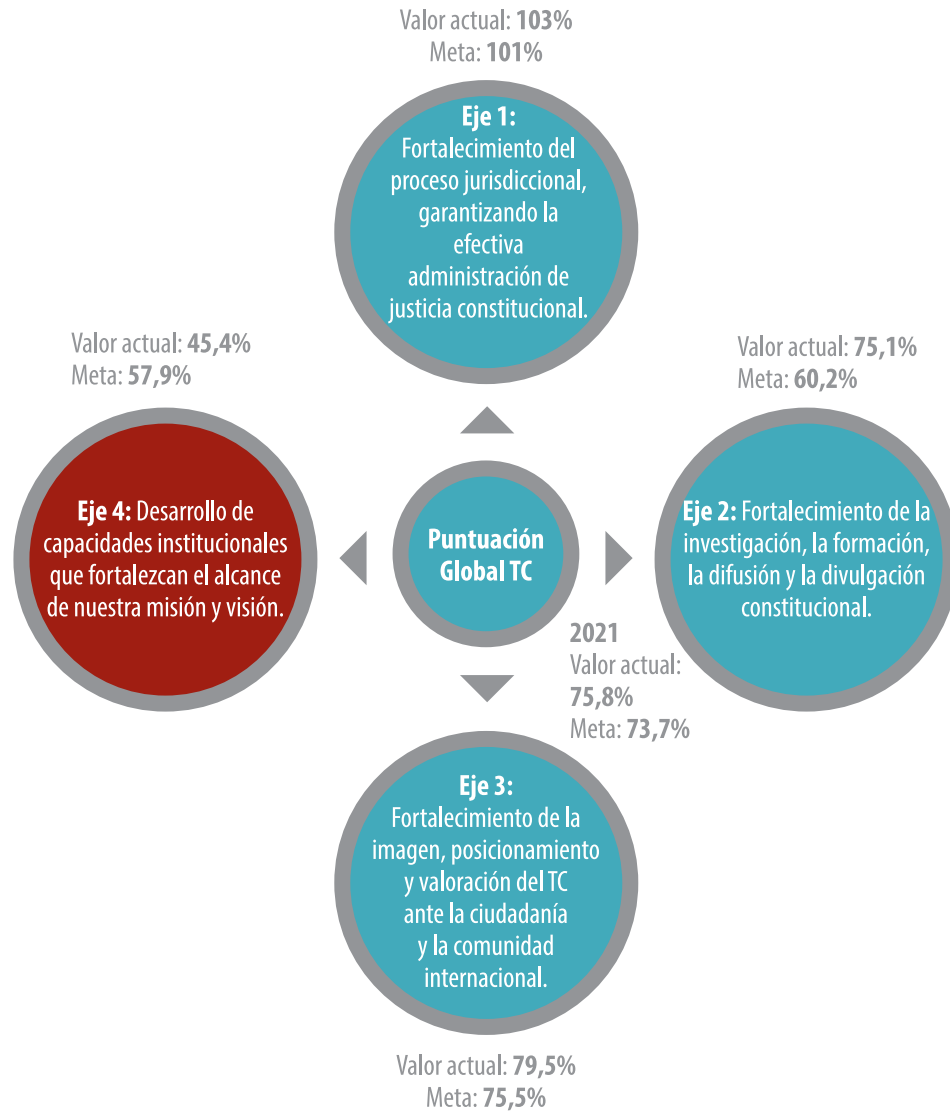 Valor actual: 103%
Meta: 101%
Eje 1:
Fortalecimiento del
proceso jurisdiccional,
garantizando la
efectiva
administración de
justicia constitucional.
Valor actual: 45,4%
Meta: 57,9%
Eje 4: Desarrollo de
capacidades institucionales
que fortalezcan el alcance
de nuestra misión y visión.
Puntuación
Global TC
Valor actual: 75,1%
Meta: 60,2%
Eje 2: Fortalecimiento de la
investigación, la formación,
la difusión y la divulgación
constitucional.
2021
Valor actual:
75,8%
Meta: 73,7%
Eje 3:
Fortalecimiento de la
imagen, posicionamiento
y valoración del TC
ante la ciudadanía
y la comunidad
internacional.
Valor actual: 79,5%
Meta: 75,5%